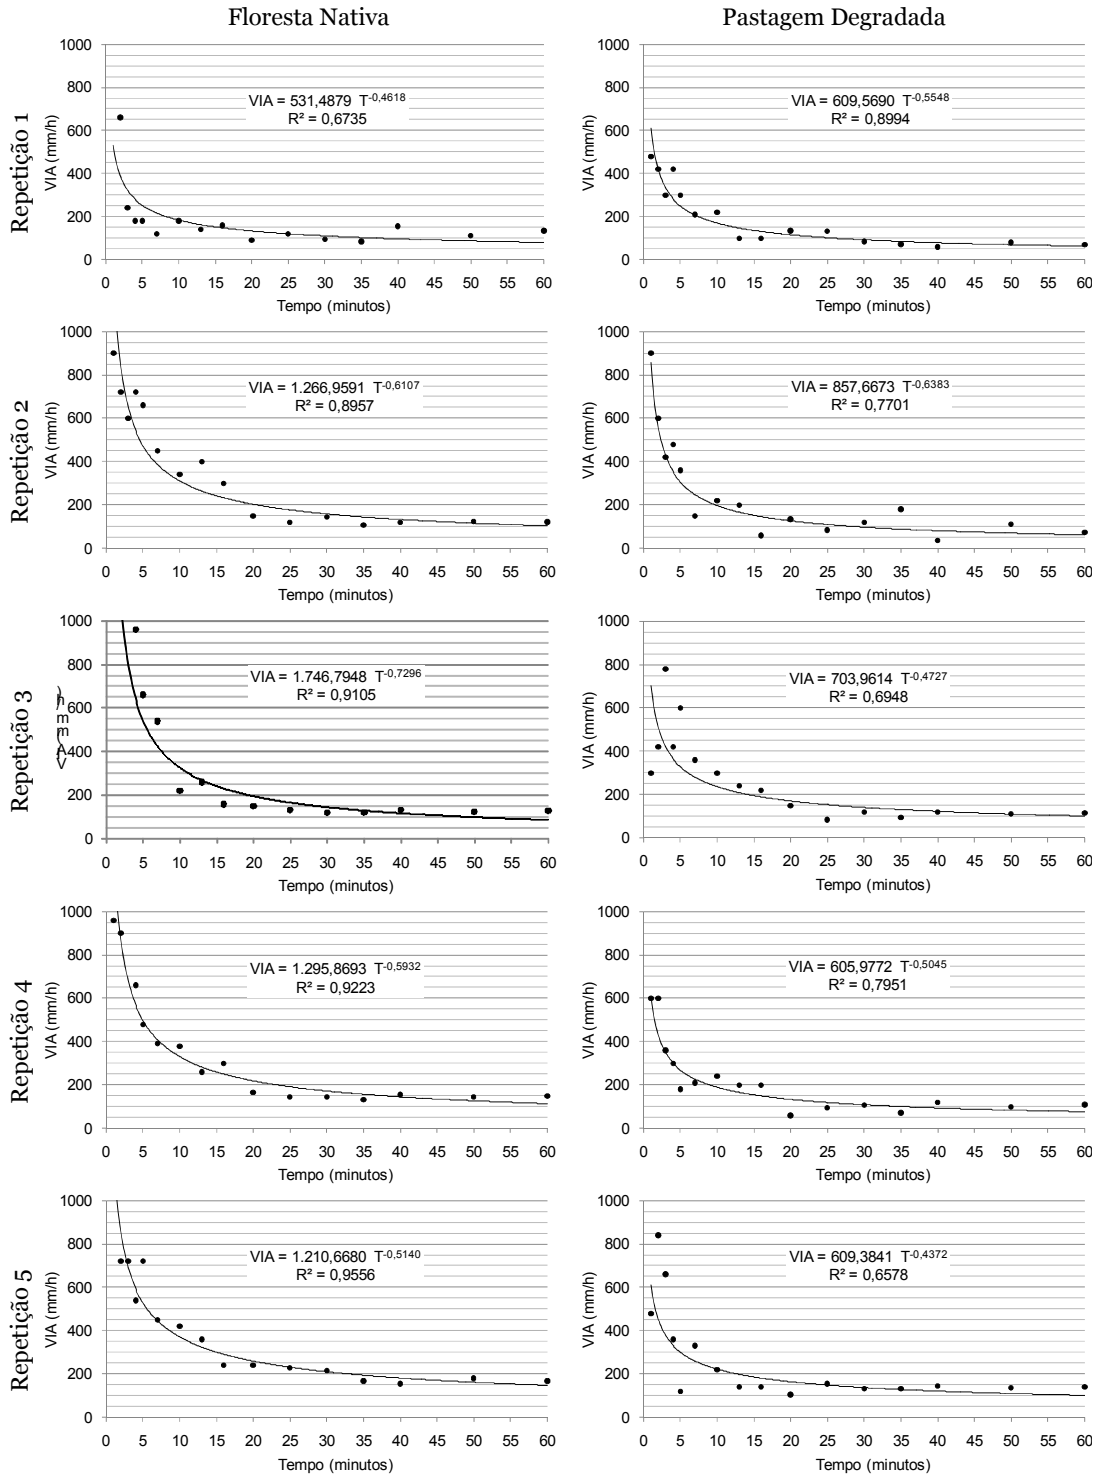 Floresta Nativa
Pastagem Degradada
Repetição 1
VIA (mm/h)
1000
800
600
400
200
0
VIA = 531,4879 T-0,4618
R² = 0,6735
0 5 10 15 20 25 30 35 40 45 50 55 60
Tempo (minutos)
VIA (mm/h)
1000
800
600
400
200
0
VIA = 609,5690 T-0,5548
R² = 0,8994
0 5 10 15 20 25 30 35 40 45 50 55 60
Tempo (minutos)
Repetição 2
VIA (mm/h)
1000
800
600
400
200
0
VIA = 1.266,9591 T-0,6107
R² = 0,8957
0 5 10 15 20 25 30 35 40 45 50 55 60
Tempo (minutos)
VIA (mm/h)
1000
800
600
400
200
0
VIA = 857,6673 T-0,6383
R² = 0,7701
0 5 10 15 20 25 30 35 40 45 50 55 60
Tempo (minutos)
Repetição 3
VIA (mm/h)
1000
800
600
400
200
0
VIA = 1.746,7948 T-0,7296
R² = 0,9105
0 5 10 15 20 25 30 35 40 45 50 55 60
Tempo (minutos)
VIA (mm/h)
1000
800
600
400
200
0
VIA = 703,9614 T-0,4727
R² = 0,6948
0 5 10 15 20 25 30 35 40 45 50 55 60
Tempo (minutos)
Repetição 4
VIA (mm/h)
1000
800
600
400
200
0
VIA = 1.295,8693 T-0,5932
R² = 0,9223
0 5 10 15 20 25 30 35 40 45 50 55 60
Tempo (minutos)
VIA (mm/h)
1000
800
600
400
200
0
VIA = 605,9772 T-0,5045
R² = 0,7951
0 5 10 15 20 25 30 35 40 45 50 55 60
Tempo (minutos)
Repetição 5
VIA (mm/h)
1000
800
600
400
200
0
VIA = 1.210,6680 T-0,5140
R² = 0,9556
0 5 10 15 20 25 30 35 40 45 50 55 60
Tempo (minutos)
VIA (mm/h)
1000
800
600
400
200
0
VIA = 609,3841 T-0,4372
R² = 0,6578
0 5 10 15 20 25 30 35 40 45 50 55 60
Tempo (minutos)